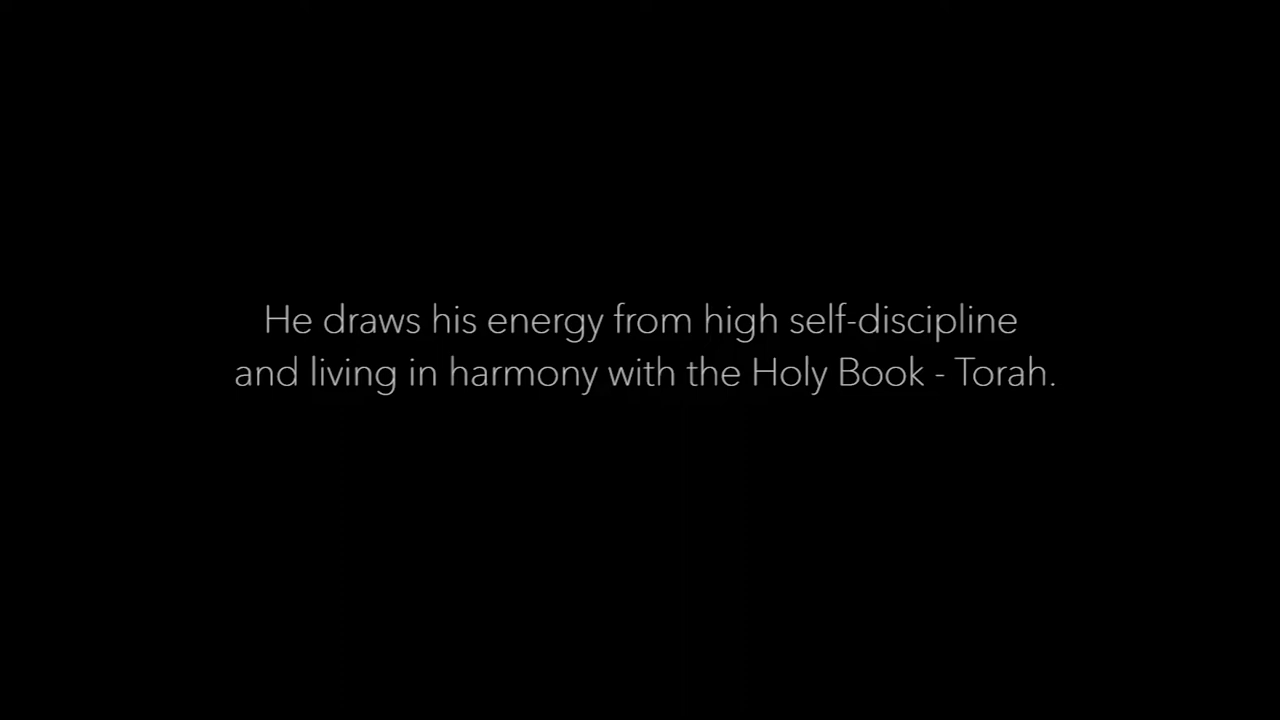 He draws his energy from high self-discipline
and living in harmony with the Holy Book - Torah.